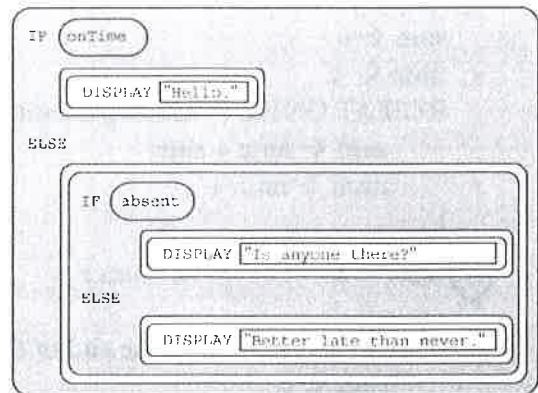 IF onTime
DISPLAY "Hello."
ELSE
IF absent
DISPLAY "Is anyone there?"
ELSE
DISPLAY "Better late than never."